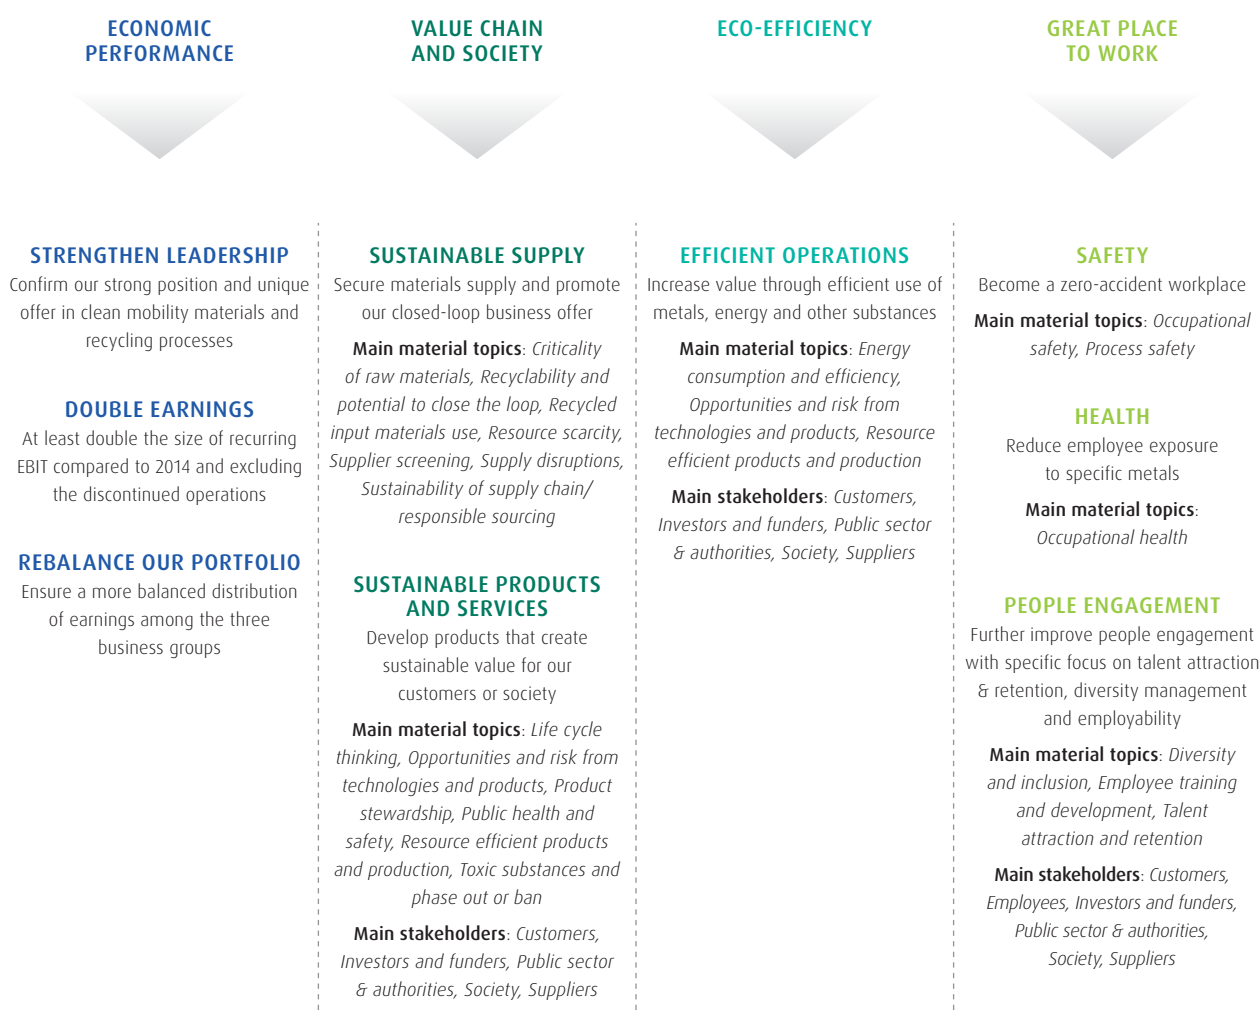 ECONOMIC
PERFORMANCE
VALUE CHAIN
AND SOCIETY
ECO-EFFICIENCY
GREAT PLACE
TO WORK
STRENGTHEN LEADERSHIP
Confirm our strong position and unique
offer in clean mobility materials and
recycling processes
DOUBLE EARNINGS
At least double the size of recurring
EBIT compared to 2014 and excluding
the discontinued operations
REBALANCE OUR PORTFOLIO
Ensure a more balanced distribution
of earnings among the three
business groups
SUSTAINABLE SUPPLY
Secure materials supply and promote
our closed-loop business offer
Main material topics: Criticality
of raw materials, Recyclability and
potential to close the loop, Recycled
input materials use, Resource scarcity,
Supplier screening, Supply disruptions,
Sustainability of supply chain/
responsible sourcing
SUSTAINABLE PRODUCTS
AND SERVICES
Develop products that create
sustainable value for our
customers or society
Main material topics: Life cycle
thinking, Opportunities and risk from
technologies and products, Product
stewardship, Public health and
safety, Resource efficient products
and production, Toxic substances and
phase out or ban
Main stakeholders: Customers,
Investors and funders, Public sector
& authorities, Society, Suppliers
EFFICIENT OPERATIONS
Increase value through efficient use of
metals, energy and other substances
Main material topics: Energy
consumption and efficiency,
Opportunities and risk from
technologies and products, Resource
efficient products and production
Main stakeholders: Customers,
Investors and funders, Public sector
& authorities, Society, Suppliers
SAFETY
Become a zero-accident workplace
Main material topics: Occupational
safety, Process safety
HEALTH
Reduce employee exposure
to specific metals
Main material topics:
Occupational health
PEOPLE ENGAGEMENT
Further improve people engagement
with specific focus on talent attraction
& retention, diversity management
and employability
Main material topics: Diversity
and inclusion, Employee training
and development, Talent
attraction and retention
Main stakeholders: Customers,
Employees, Investors and funders,
Public sector & authorities,
Society, Suppliers